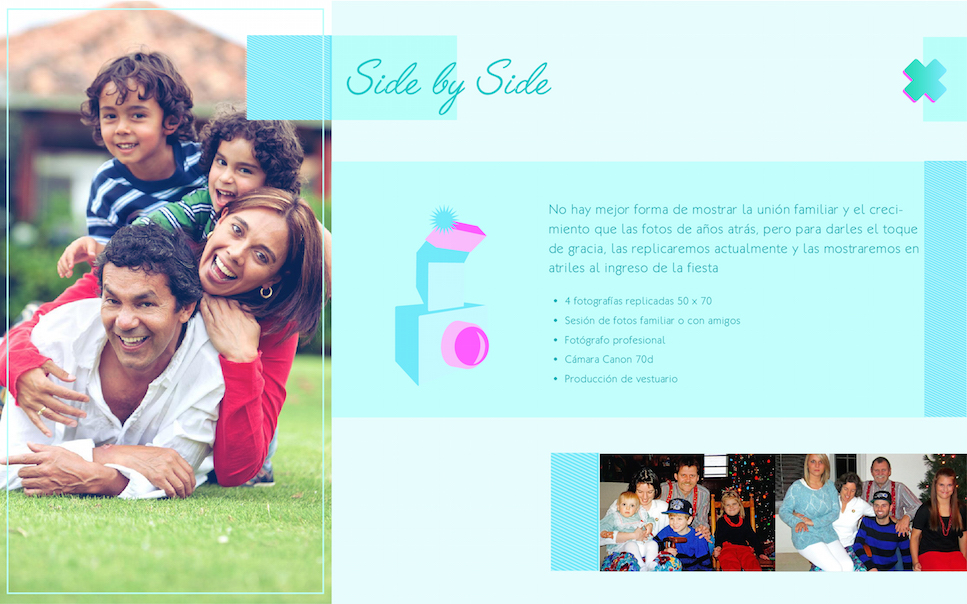 Side by Side
No hay mejor forma de mostrar la unión familiar y el creci-
miento que las fotos de años atrás, pero para darles el toque
de gracia, las replicaremos actualmente y las mostraremos en
atriles al ingreso de la fiesta
• 4 fotografías replicadas 50 x 70
• Sesión de fotos familiar o con amigos
• Fotógrafo profesional
• Cámara Canon 70d
• Producción de vestuario